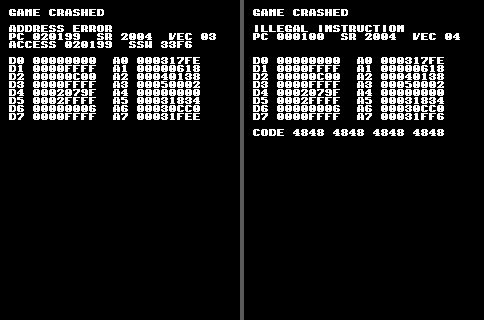 GAME CRASHED
ADDRESS ERROR
PC 020199 SR 2004 VEC 03
ACCESS 020199 SSW 33F6
D0 00000000 A0 000317FE
D1 0000FFFF A1 00000618
D2 00000C00 A2 00040138
D3 0000FFFF A3 00050002
D4 0002079F A4 00000000
D5 0002FFFF A5 00031834
D6 00000006 A6 00030CC0
D7 0000FFFF A7 00031FEE
GAME CRASHED
ILLEGAL INSTRUCTION
PC 000100 SR 2004 VEC 04
D0 00000000 A0 000317FE
D1 0000FFFF A1 00000618
D2 00000C00 A2 00040138
D3 0000FFFF A3 00050002
D4 0002079F A4 00000000
D5 0002FFFF A5 00031834
D6 00000006 A6 00030CC0
D7 0000FFFF A7 00031FF6
CODE 4848 4848 4848 4848